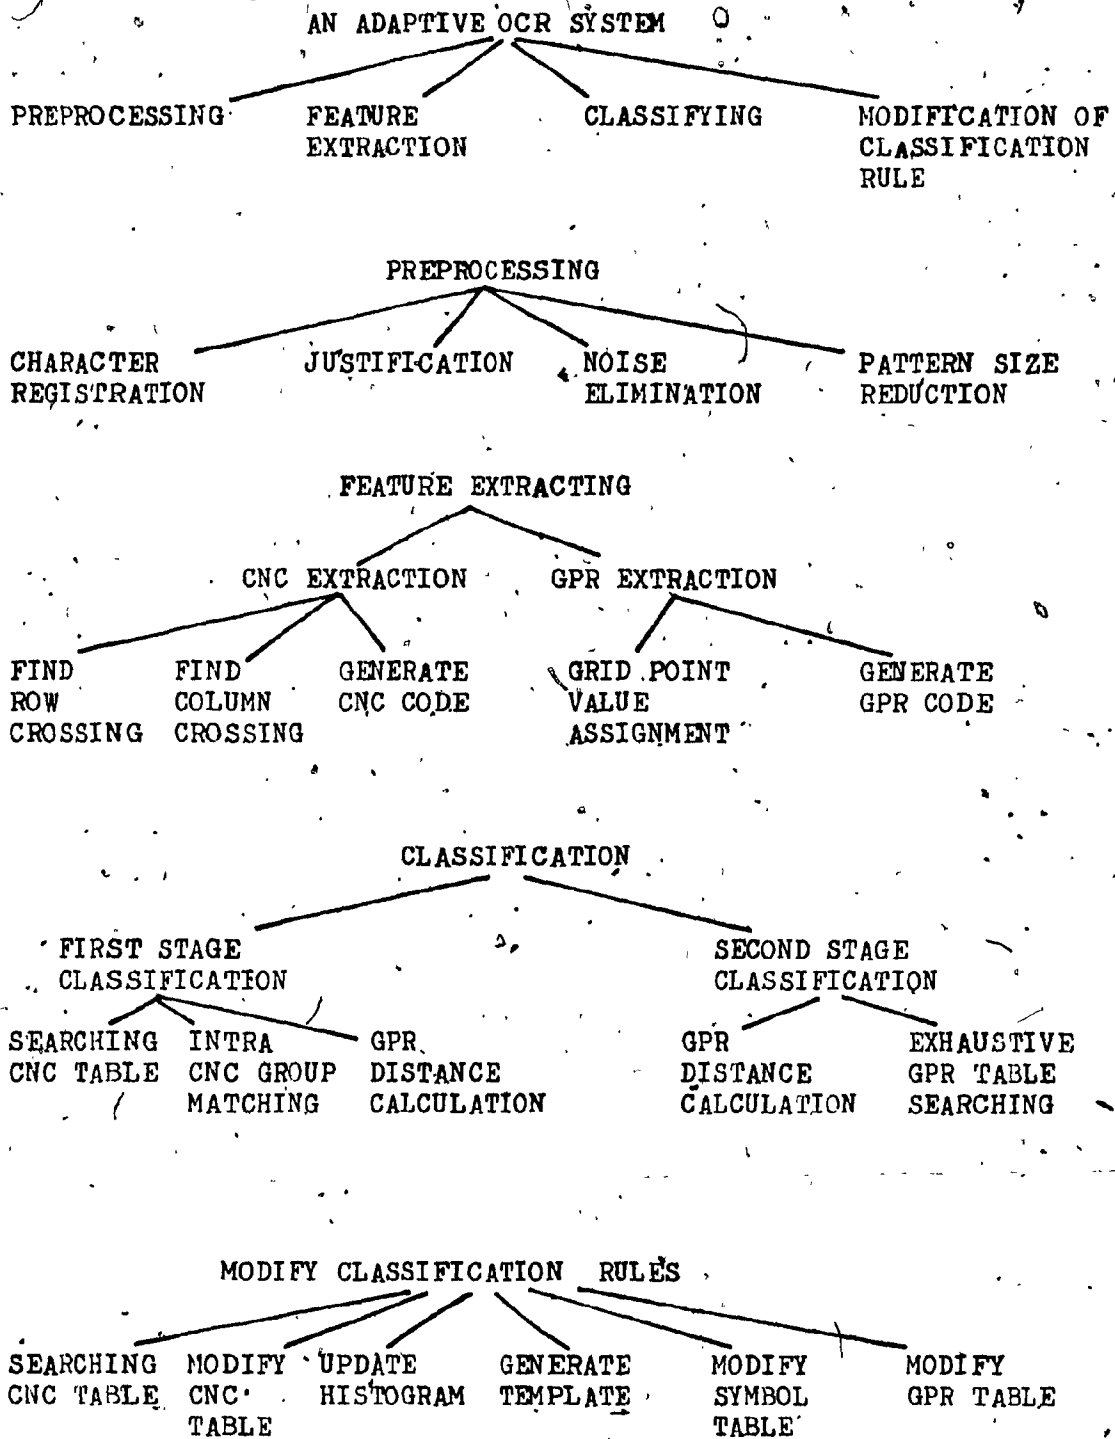 AN ADAPTIVE OCR SYSTEM
PREPROCESSING FEATURE CLASSIFYING MODIFICATION OF
EXTRACTION CLASSIFICATION
RULE
PREPROCESSING
CHARACTER JUSTIFICATION NOISE PATTERN SIZE
REGISTRATION ELIMINATION REDUCTION
FEATURE EXTRACTING
CNC EXTRACTION GPR EXTRACTION
FIND FIND GENERATE GRID POINT GENERATE
ROW COLUMN CNC CODE VALUE GPR CODE
CROSSING CROSSING ASSIGNMENT
CLASSIFICATION
FIRST STAGE SECOND STAGE
CLASSIFICATION CLASSIFICATION
SEARCHING INTRA GPR GPR EXHAUSTIVE
CNC TABLE CNC GROUP DISTANCE DISTANCE GPR TABLE
MATCHING CALCULATION CALCULATION SEARCHING
MODIFY CLASSIFICATION RULES
SEARCHING MODIFY UPDATE GENERATE MODIFY MODIFY
CNC TABLE CNC HISTOGRAM TEMPLATE SYMBOL GPR TABLE
TABLE TABLE